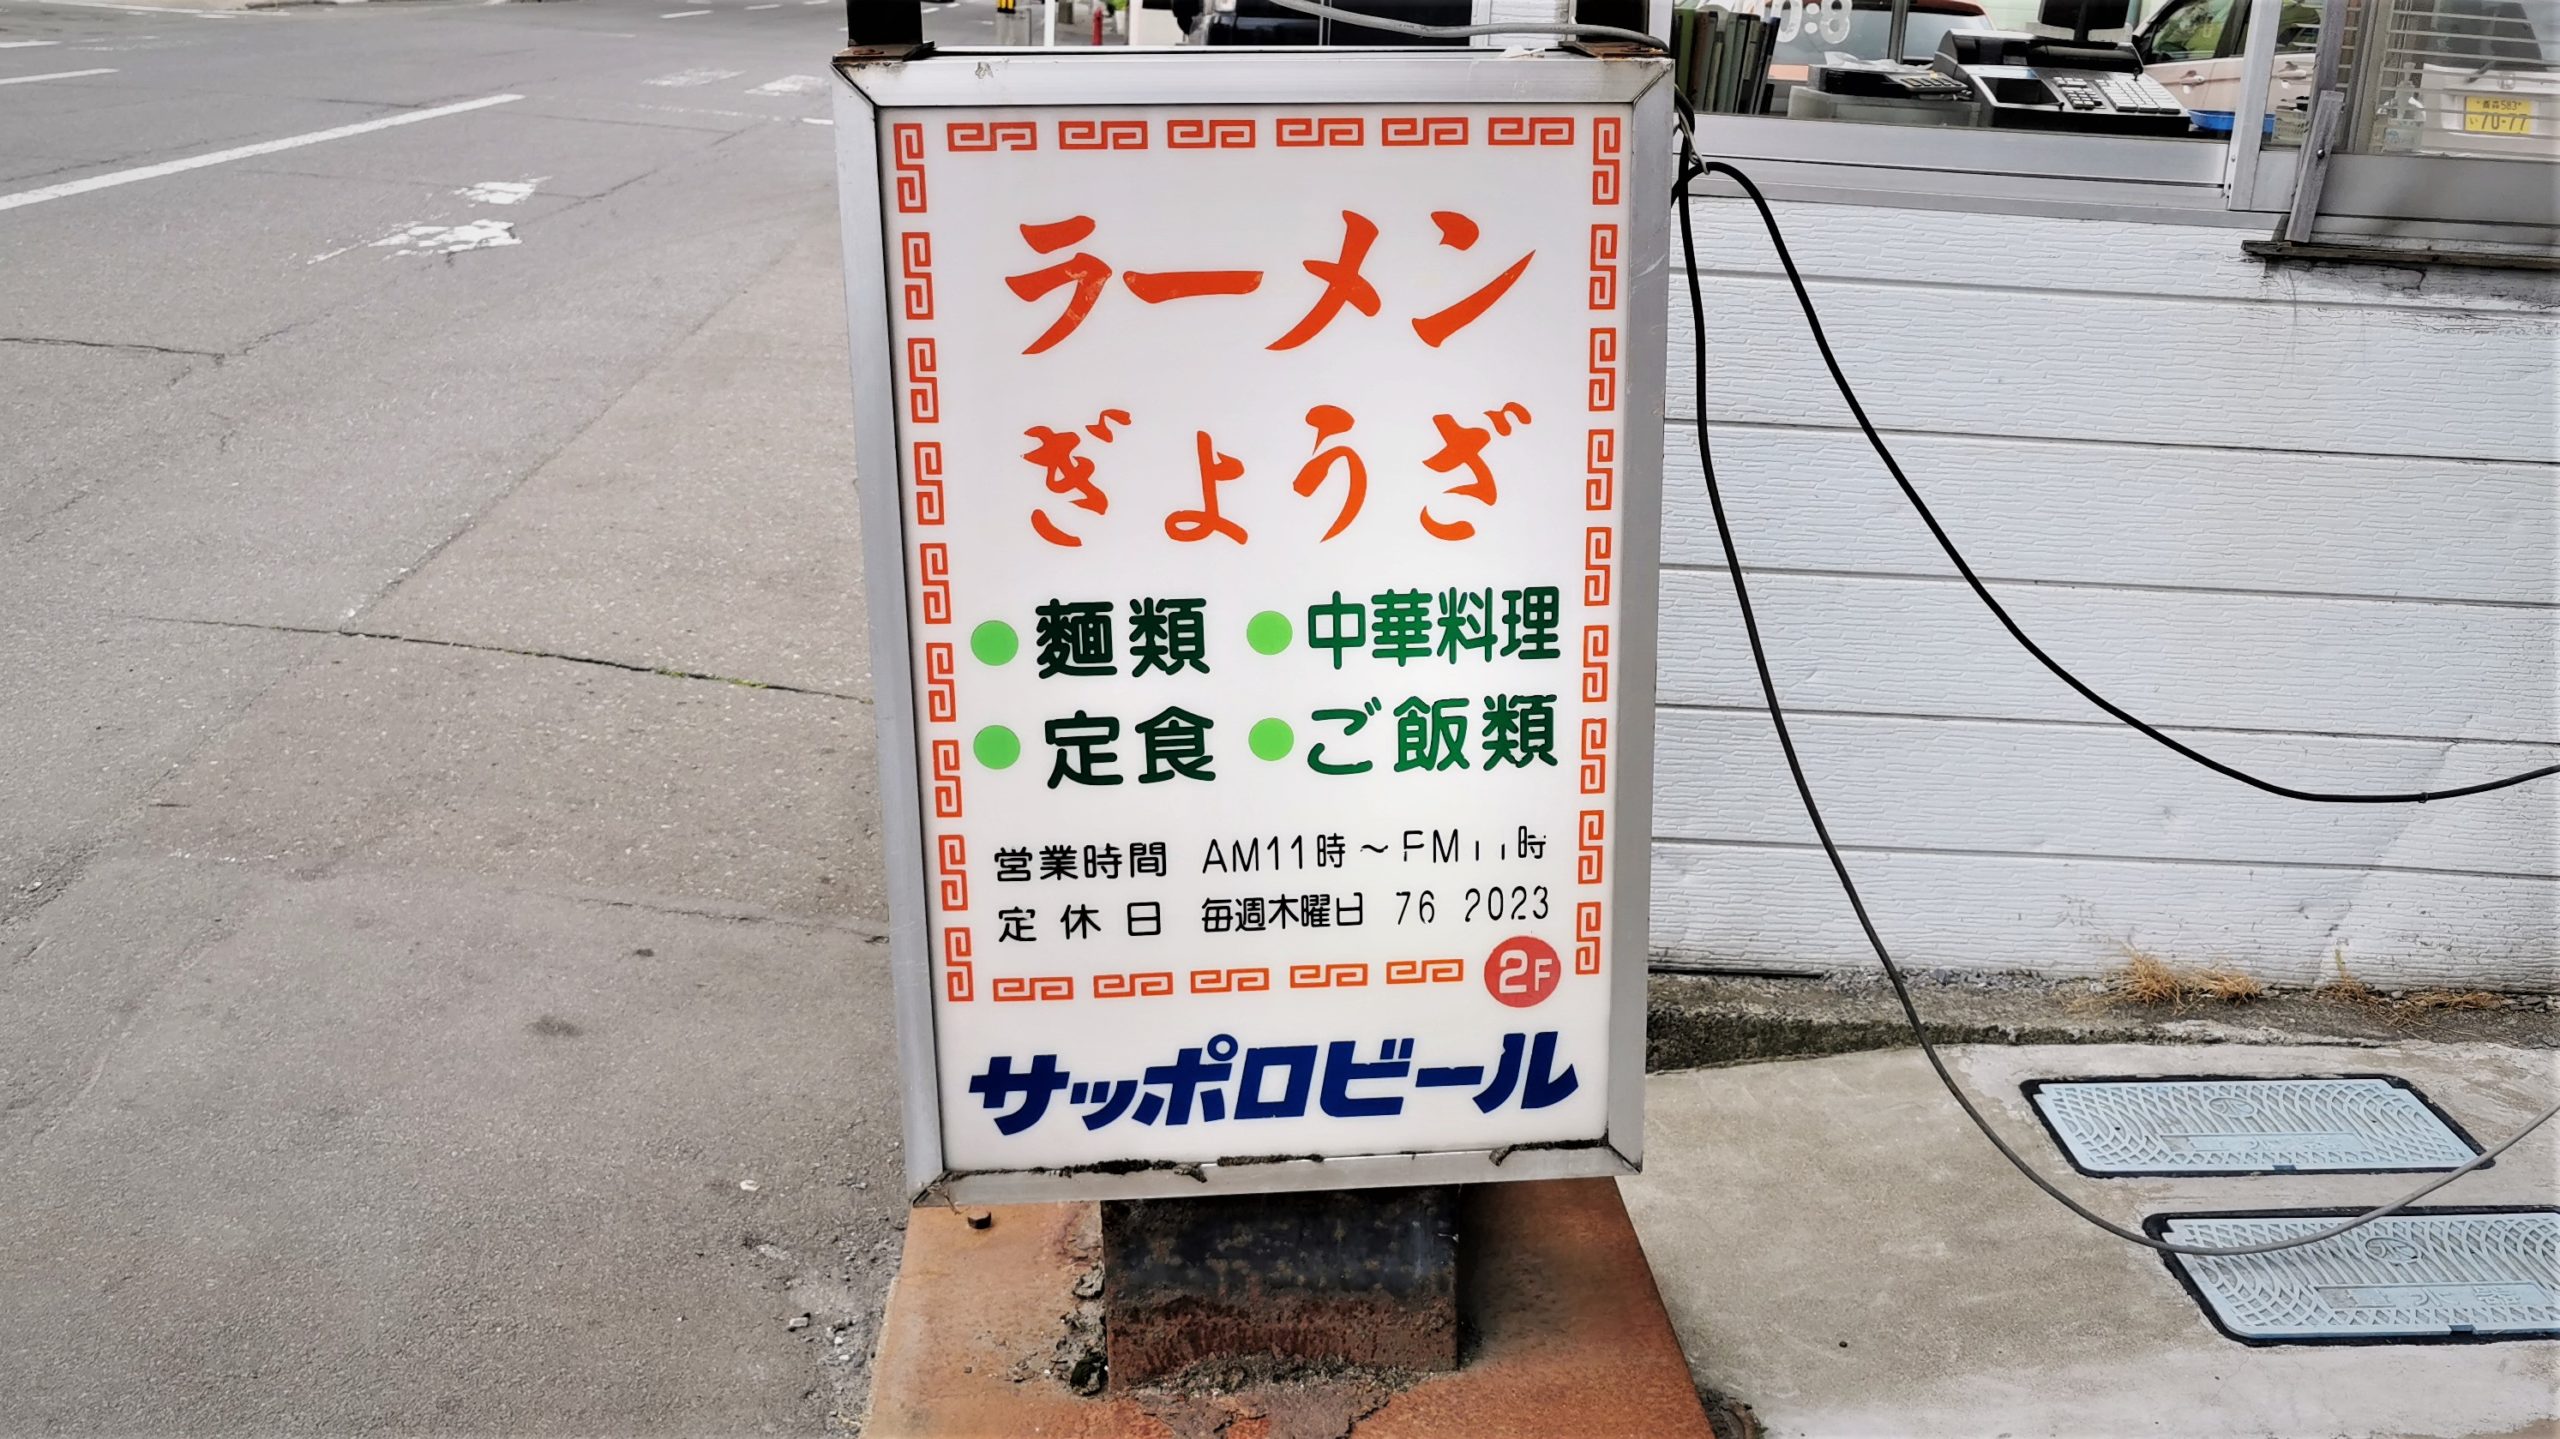 ラーメン
ぎょうざ
●麺類 ●中華料理
●定食 ●ご飯類
営業時間 AM11時～PM11時
定休日 毎週木曜日 76 2023
2F
サッポロビール
70-77